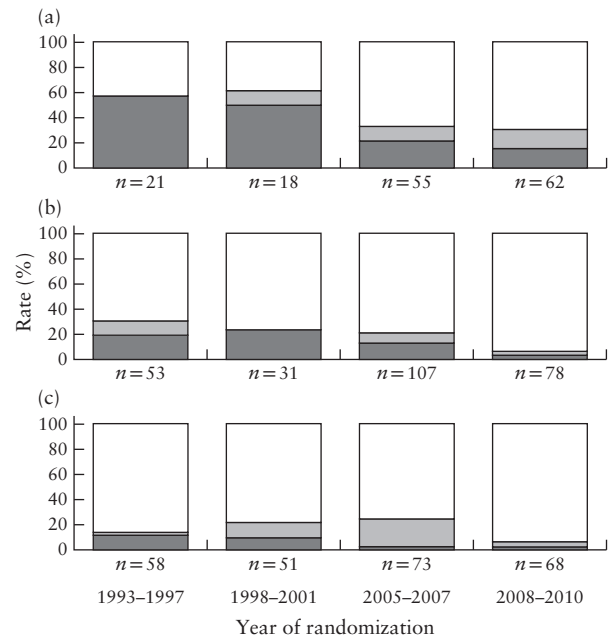 (a)
100
80
60
40
20
0
n=21 n=18 n=55 n=62
(b)
100
80
60
40
20
0
n=53 n=31 n=107 n=78
Rate (%)
(c)
100
80
60
40
20
0
n=58 n=51 n=73 n=68
1993–1997 1998–2001 2005–2007 2008–2010
Year of randomization